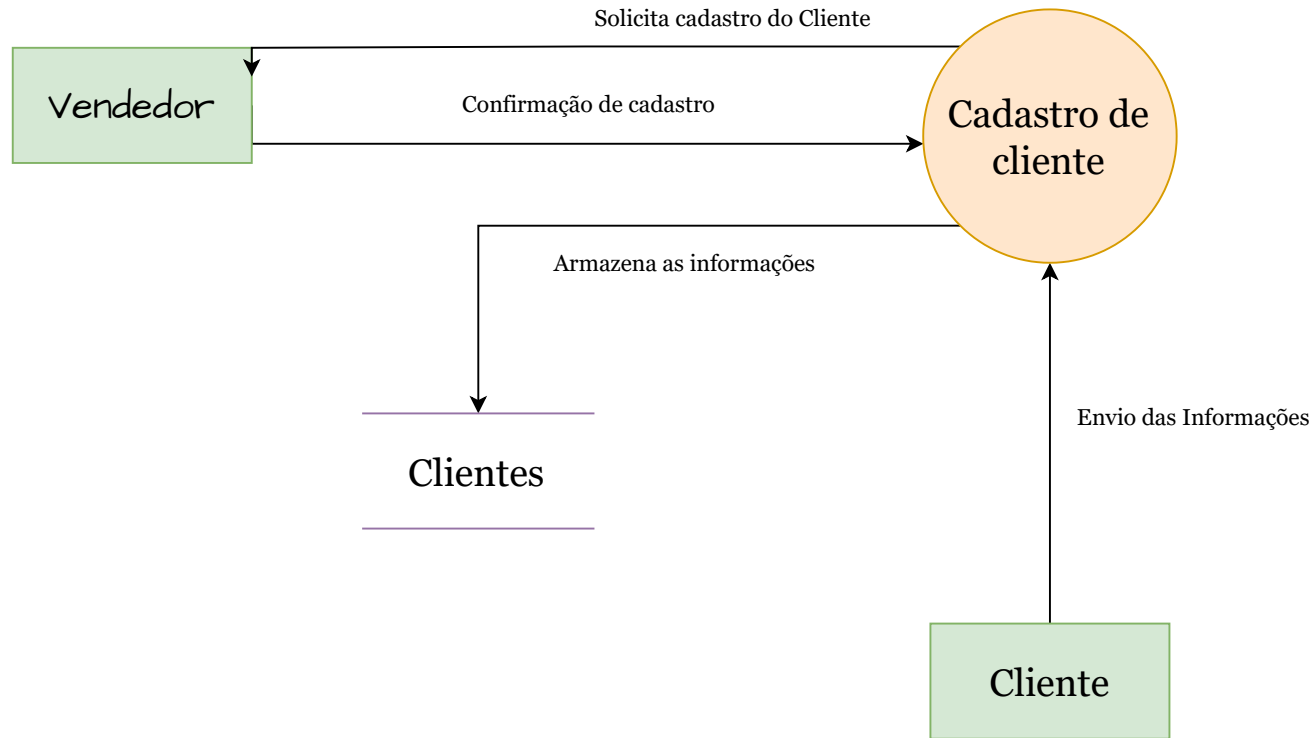 Solicita cadastro do Cliente
Vendedor
Confirmação de cadastro
Cadastro de
cliente
Armazena as informações
Envio das Informações
Clientes
Cliente